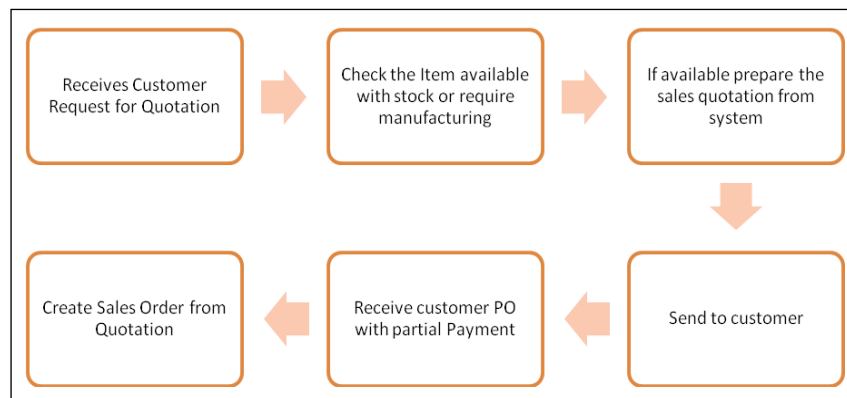 Receives Customer
Request for Quotation
Check the Item available
with stock or require
manufacturing
If available prepare the
sales quotation from
system
Send to customer
Receive customer PO
with partial Payment
Create Sales Order from
Quotation